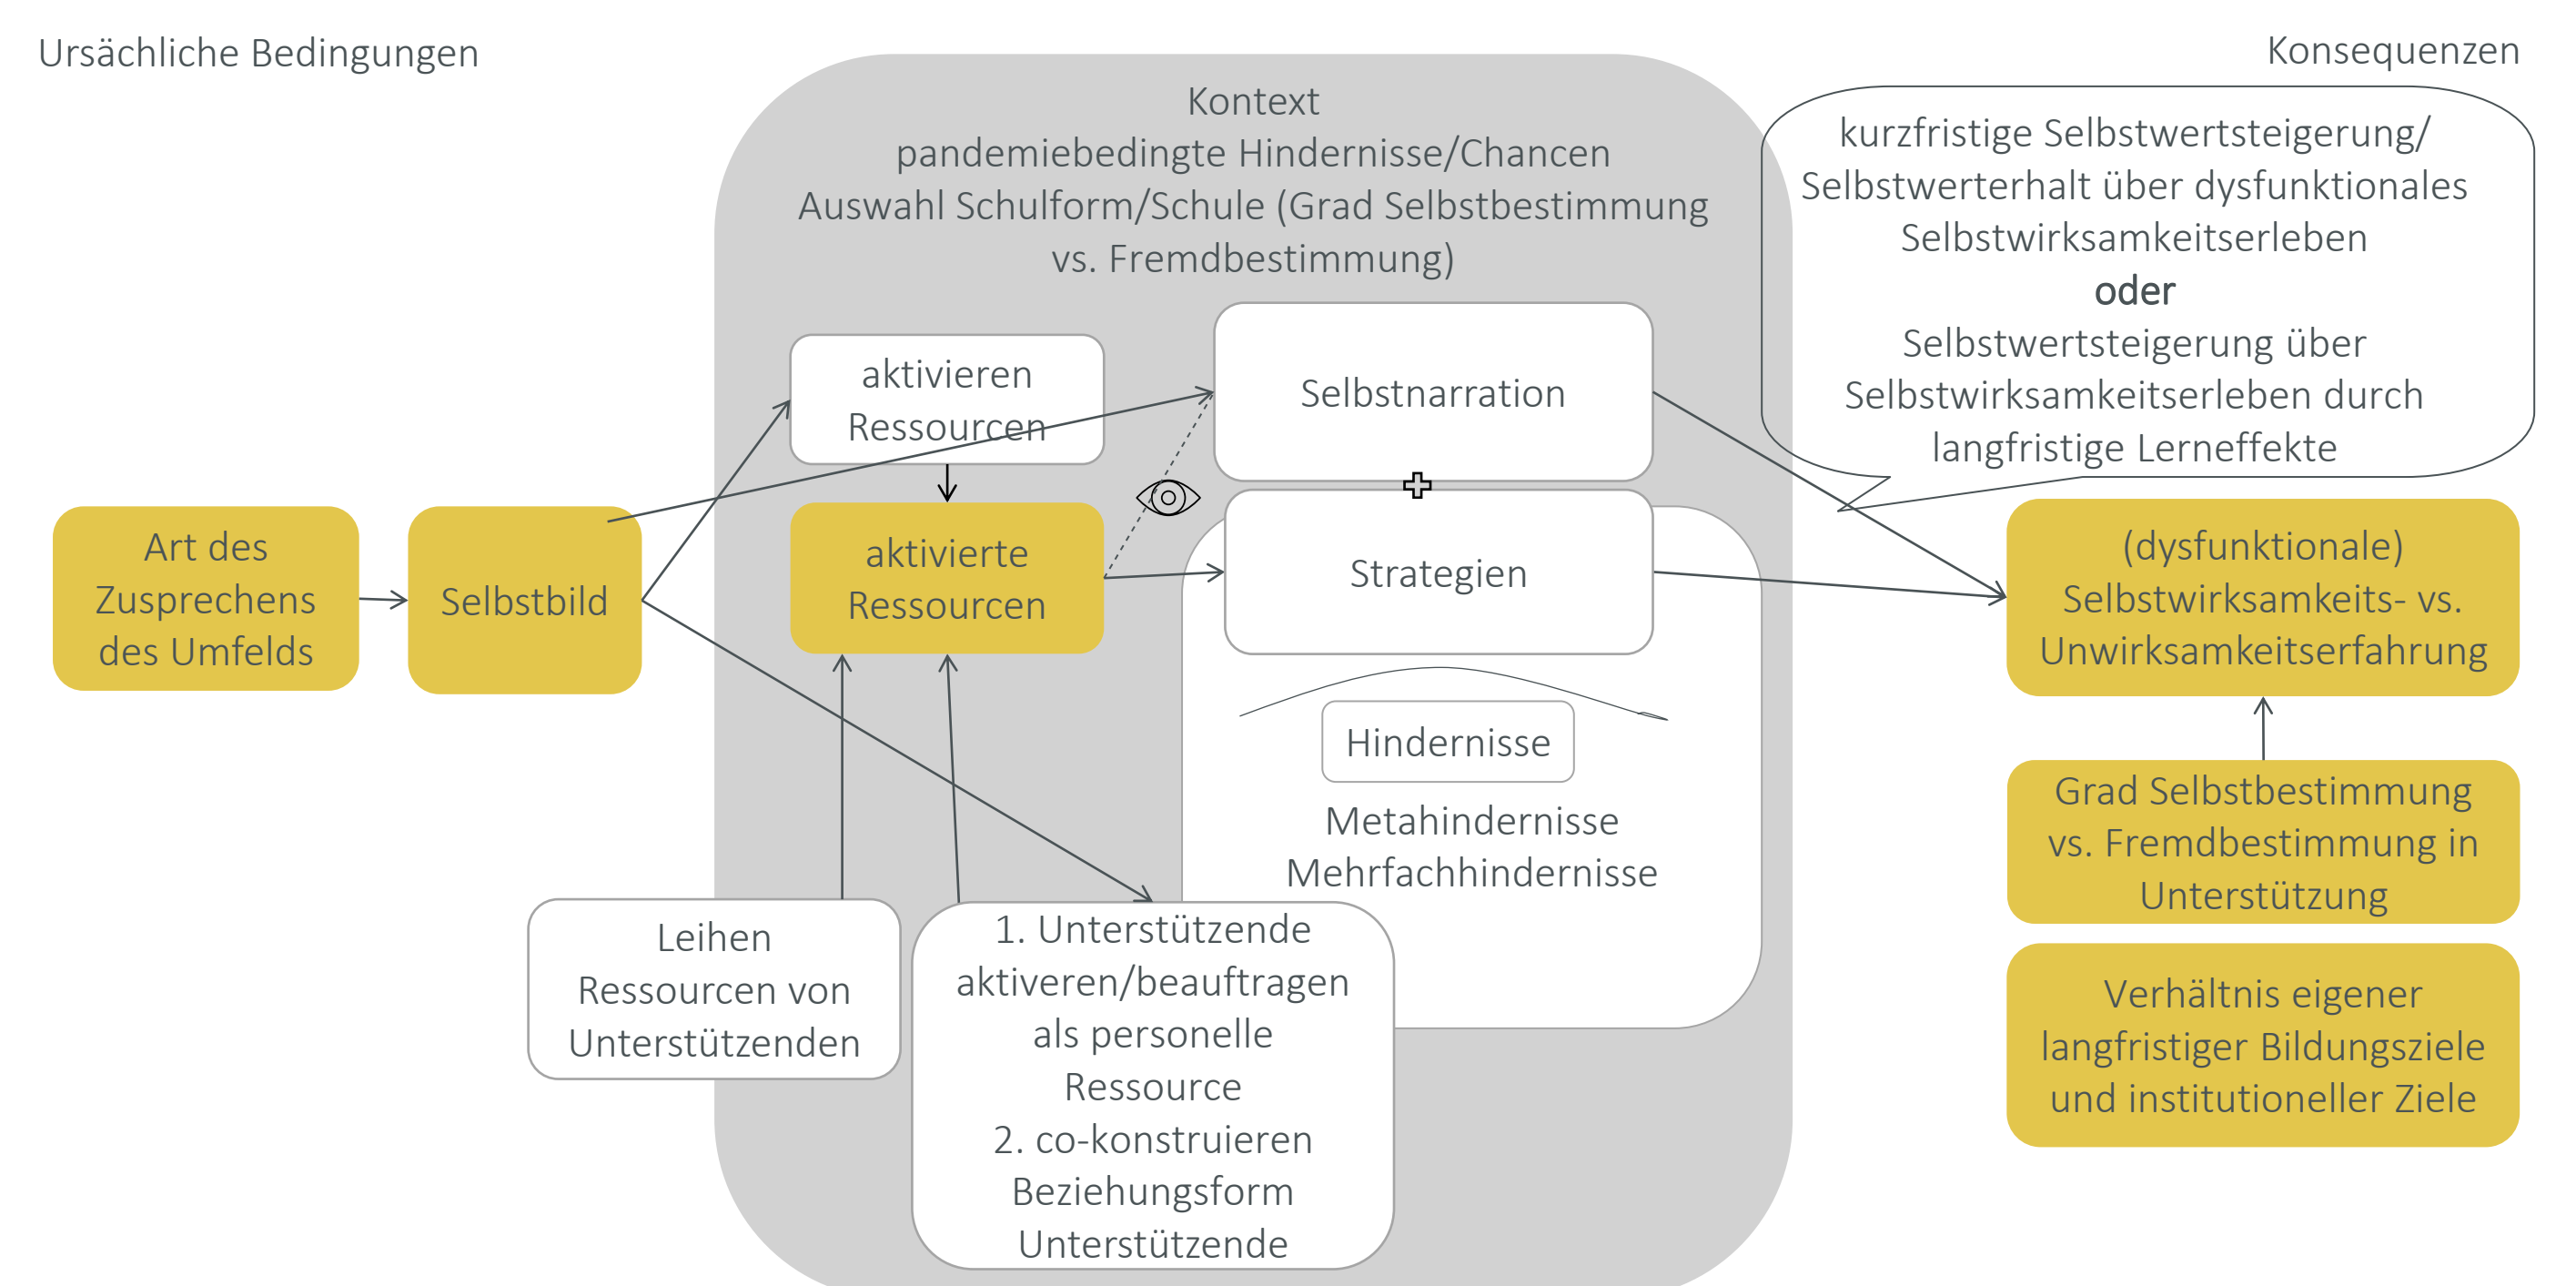 Ursächliche Bedingungen
Konsequenzen
Kontext
pandemiebedingte Hindernisse/Chancen
Auswahl Schulform/Schule (Grad Selbstbestimmung
vs. Fremdbestimmung)
kurzfristige Selbstwertsteigerung/
Selbstwerterhalt über dysfunktionales
Selbstwirksamkeitserleben
oder
Selbstwertsteigerung über
Selbstwirksamkeitserleben durch
langfristige Lerneffekte
aktivieren
Ressourcen
Selbstnarration
Art des
Zusprechens
des Umfelds
Selbstbild
aktivierte
Ressourcen
Strategien
(dysfunktionale)
Selbstwirksamkeits- vs.
Unwirksamkeitserfahrung
Hindernisse
Metahindernisse
Mehrfachhindernisse
Grad Selbstbestimmung
vs. Fremdbestimmung in
Unterstützung
Leihen
Ressourcen von
Unterstützenden
1. Unterstützende
aktiveren/beauftragen
als personelle
Ressource
2. co-konstruieren
Beziehungsform
Unterstützende
Verhältnis eigener
langfristiger Bildungsziele
und institutioneller Ziele